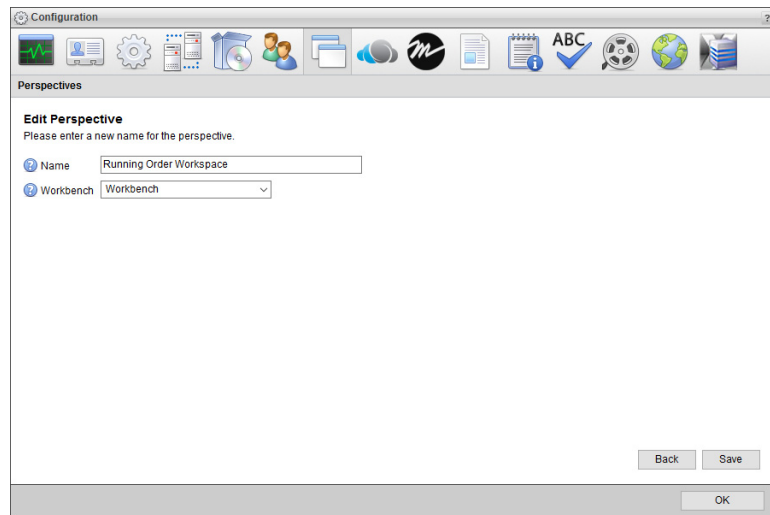 Configuration
?
ABC
Perspectives
Edit Perspective
Please enter a new name for the perspective.
Name Running Order Workspace
Workbench Workbench
Back Save
OK